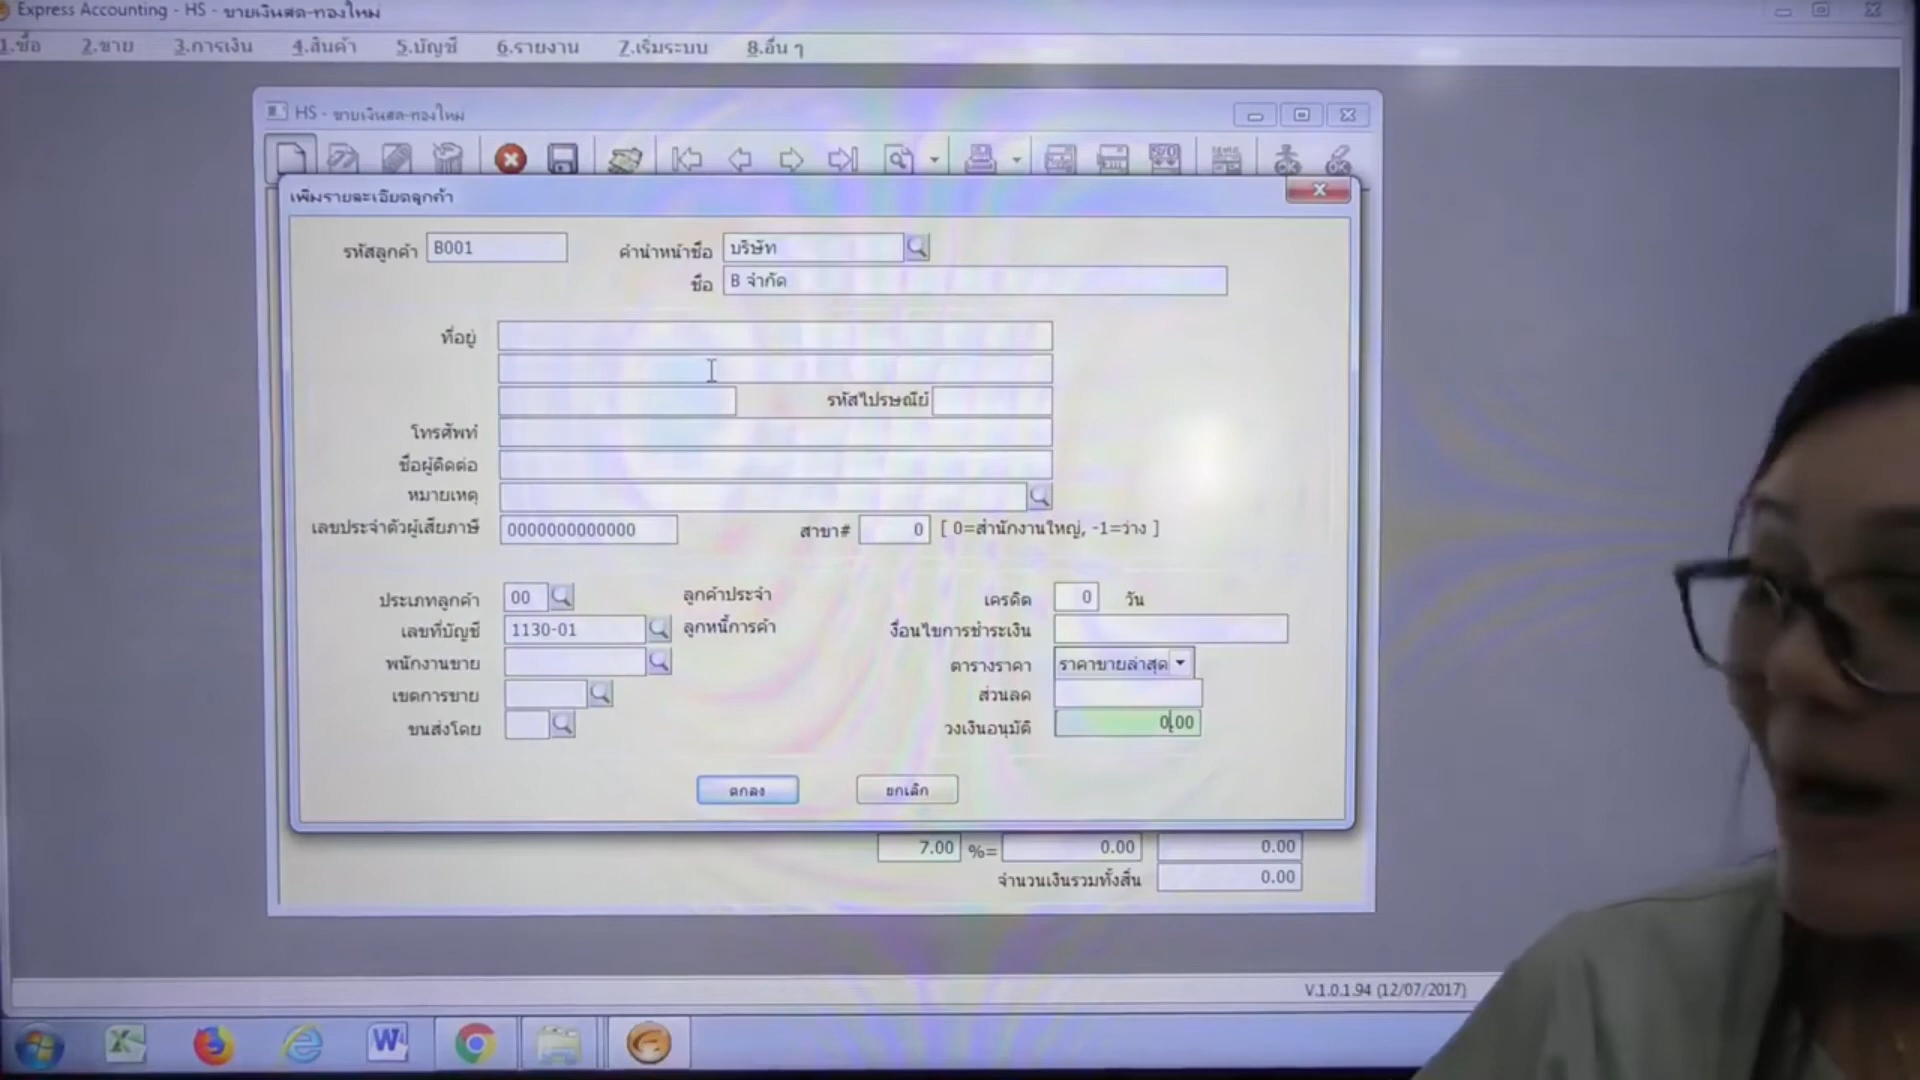 Express Accounting - HS - ขายเงินสด-ทองใหม่
1.ซื้อ 2.ขาย 3.การเงิน 4.สินค้า 5.บัญชี 6.รายงาน 7.เริ่มระบบ 8.อื่น ๆ
HS - ขายเงินสด-ทองใหม่
เพิ่มรายละเอียดลูกค้า
รหัสลูกค้า B001 คำนำหน้าชื่อ บริษัท
ชื่อ B จำกัด
ที่อยู่
รหัสไปรษณีย์
โทรศัพท์
ชื่อผู้ติดต่อ
หมายเหตุ
เลขประจำตัวผู้เสียภาษี 0000000000000 สาขา# 0 [ 0=สำนักงานใหญ่, -1=ว่าง ]
ประเภทลูกค้า 00 ลูกค้าประจำ เครดิต 0 วัน
เลขที่บัญชี 1130-01 ลูกหนี้การค้า งื่อนไขการชำระเงิน
พนักงานขาย ตารางราคา ราคาขายล่าสุด
เขตการขาย ส่วนลด
ขนส่งโดย วงเงินอนุมัติ 0.00
ตกลง ยกเลิก
7.00 %= 0.00 0.00
จำนวนเงินรวมทั้งสิ้น 0.00
V.1.0.1.94 (12/07/2017)